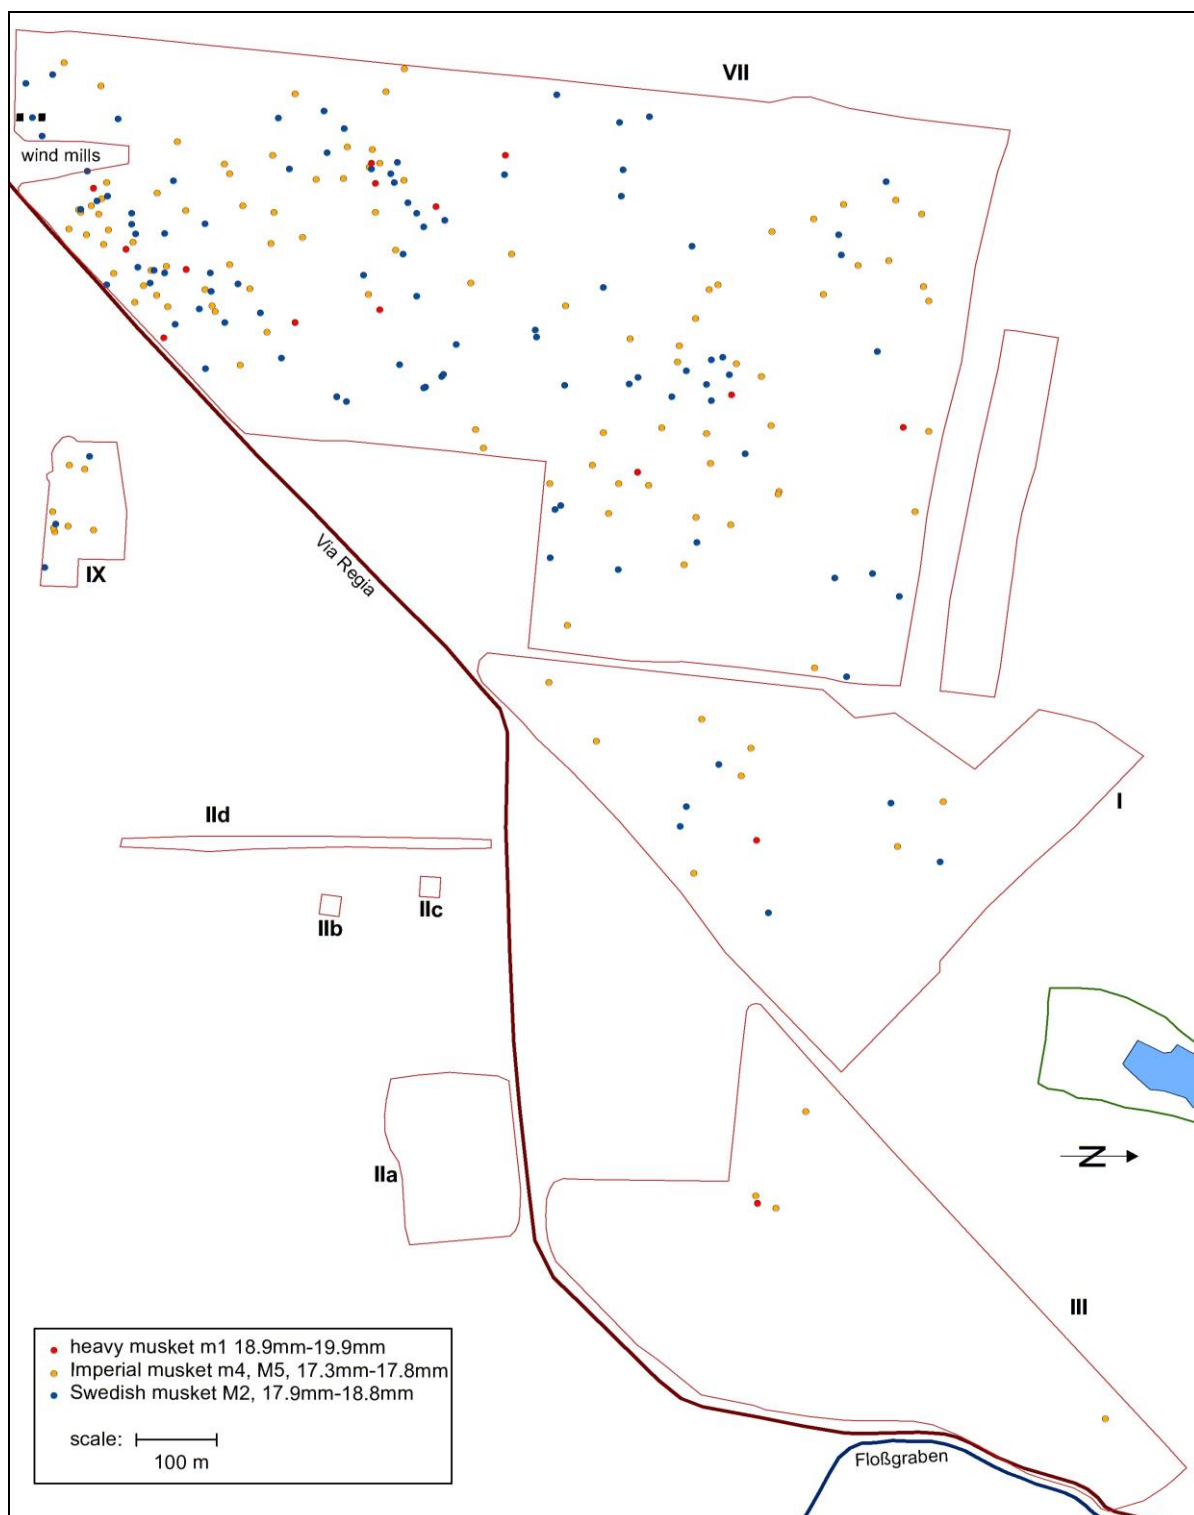 VII
wind mills
IX
Via Regia
I
IId
IIc
IIb
N
IIa
III
heavy musket m1 18.9mm-19.9mm
Imperial musket m4, M5, 17.3mm-17.8mm
Swedish musket M2, 17.9mm-18.8mm
scale:
100 m
Floßgraben